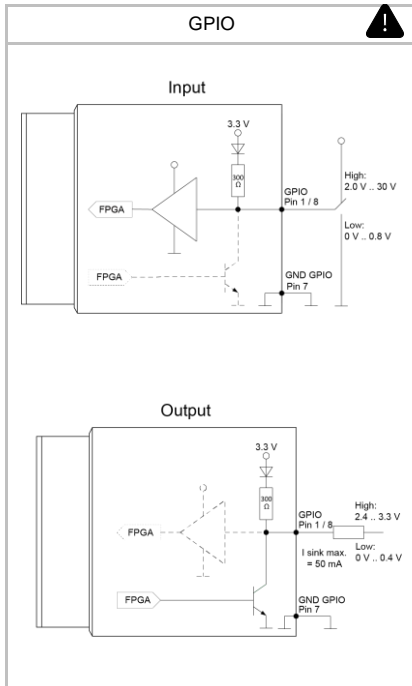 GPIO
!
Input
3.3 V
300
Ω
FPGA
GPIO
Pin 1 / 8
High:
2.0 V .. 30 V
Low:
0 V .. 0.8 V
FPGA
GND GPIO
Pin 7
Output
3.3 V
300
Ω
FPGA
GPIO
Pin 1 / 8
High:
2.4 .. 3.3 V
I sink max.
= 50 mA
Low:
0 V .. 0.4 V
FPGA
GND GPIO
Pin 7